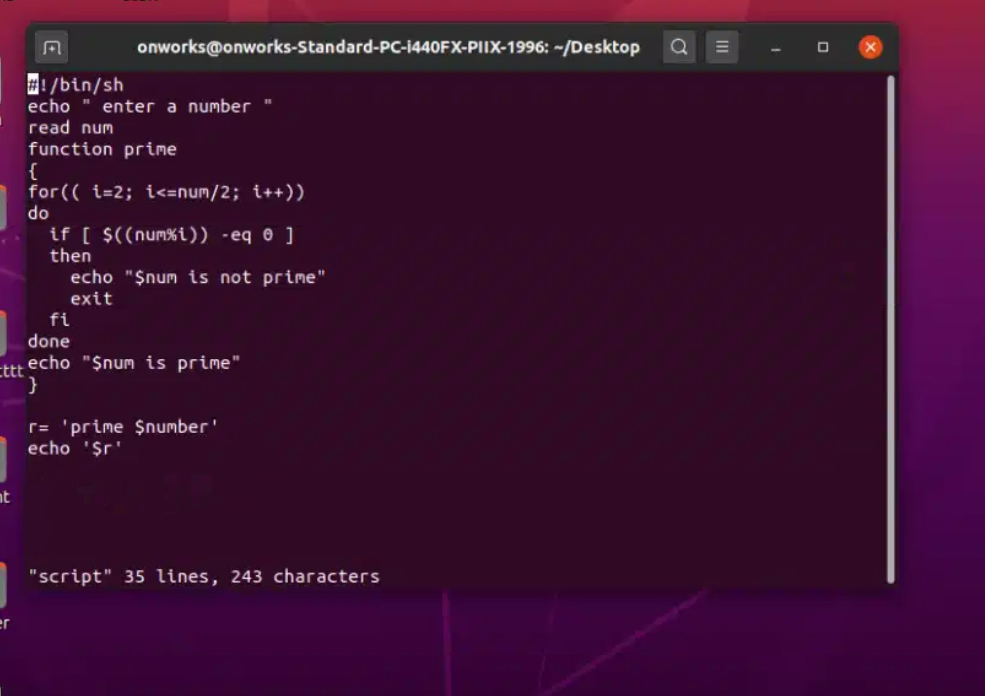 onworks@onworks-Standard-PC-i440FX-PIIX-1996: ~/Desktop
#!/bin/sh
echo " enter a number "
read num
function prime
{
for(( i=2; i<=num/2; i++))
do
  if [ $((num%i)) -eq 0 ]
  then
    echo "$num is not prime"
    exit
  fi
done
echo "$num is prime"
}

r= 'prime $number'
echo '$r'
"script" 35 lines, 243 characters